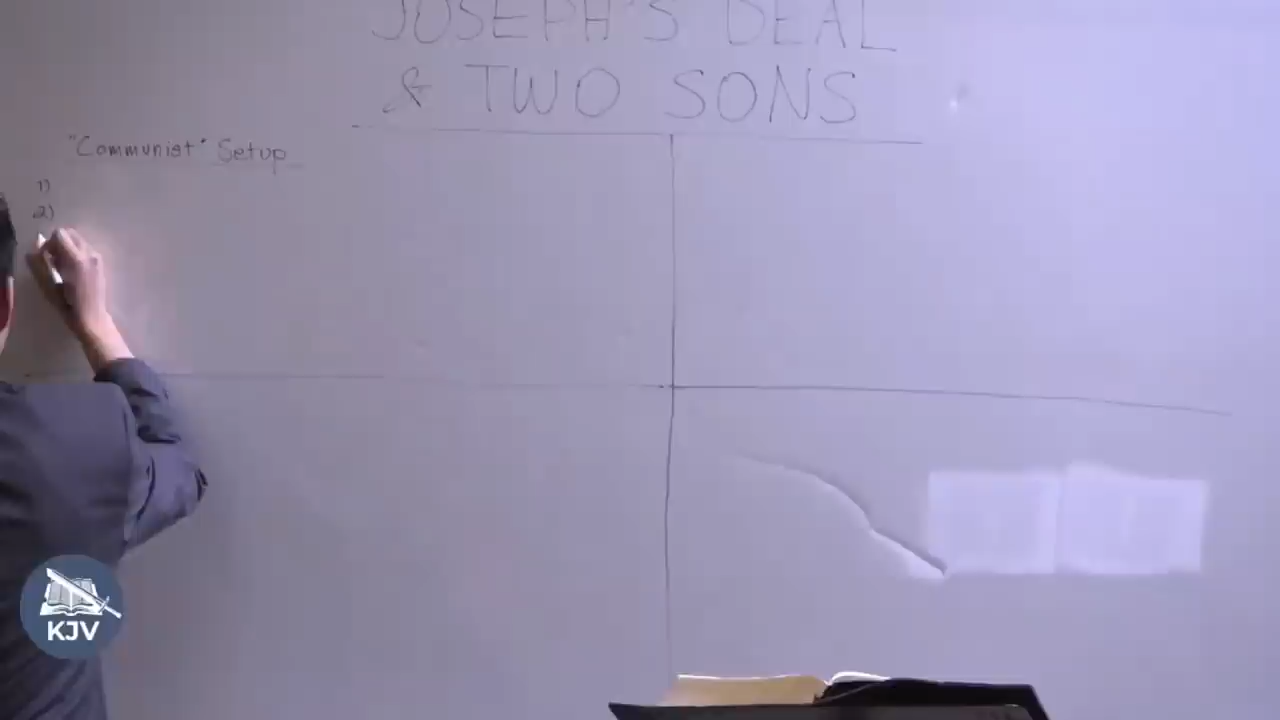 JOSEPH'S DEAL
& TWO SONS
"Communist" Setup
1)
2)
KJV